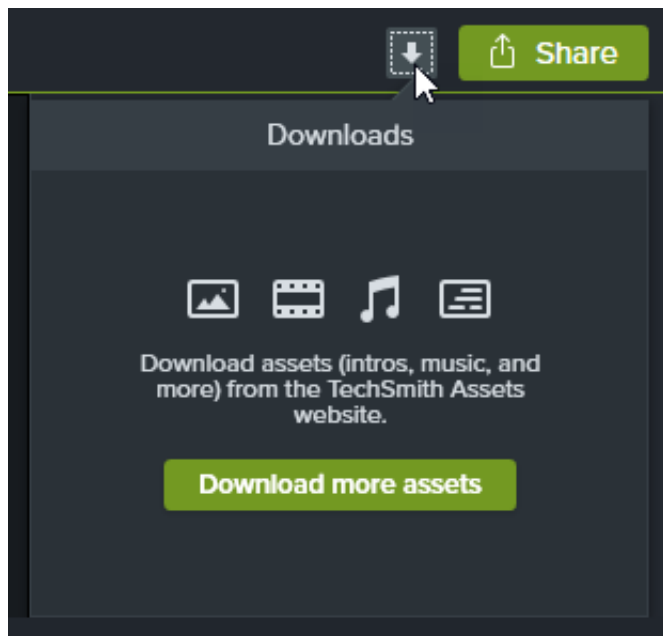 Share
Downloads
Download assets (intros, music, and
more) from the TechSmith Assets
website.
Download more assets